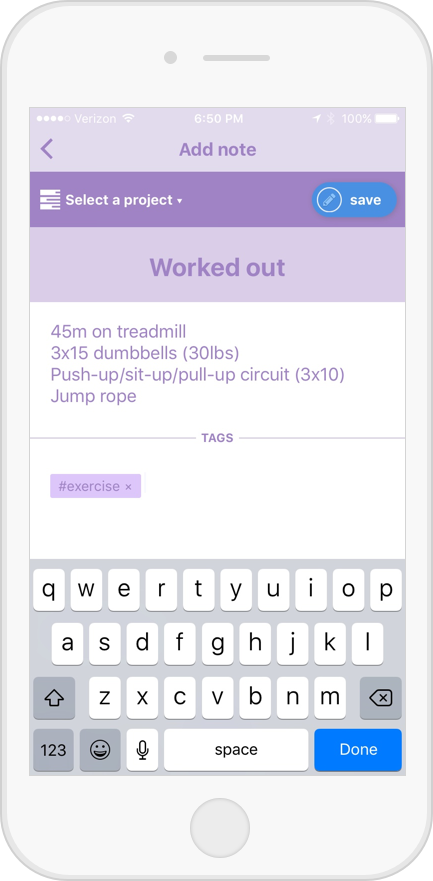 Verizon 6:50 PM 100%
Add note
Select a project ▾ save
Worked out
45m on treadmill
3x15 dumbbells (30lbs)
Push-up/sit-up/pull-up circuit (3x10)
Jump rope
TAGS
#exercise ×
q w e r t y u i o p
a s d f g h j k l
z x c v b n m
123 space Done